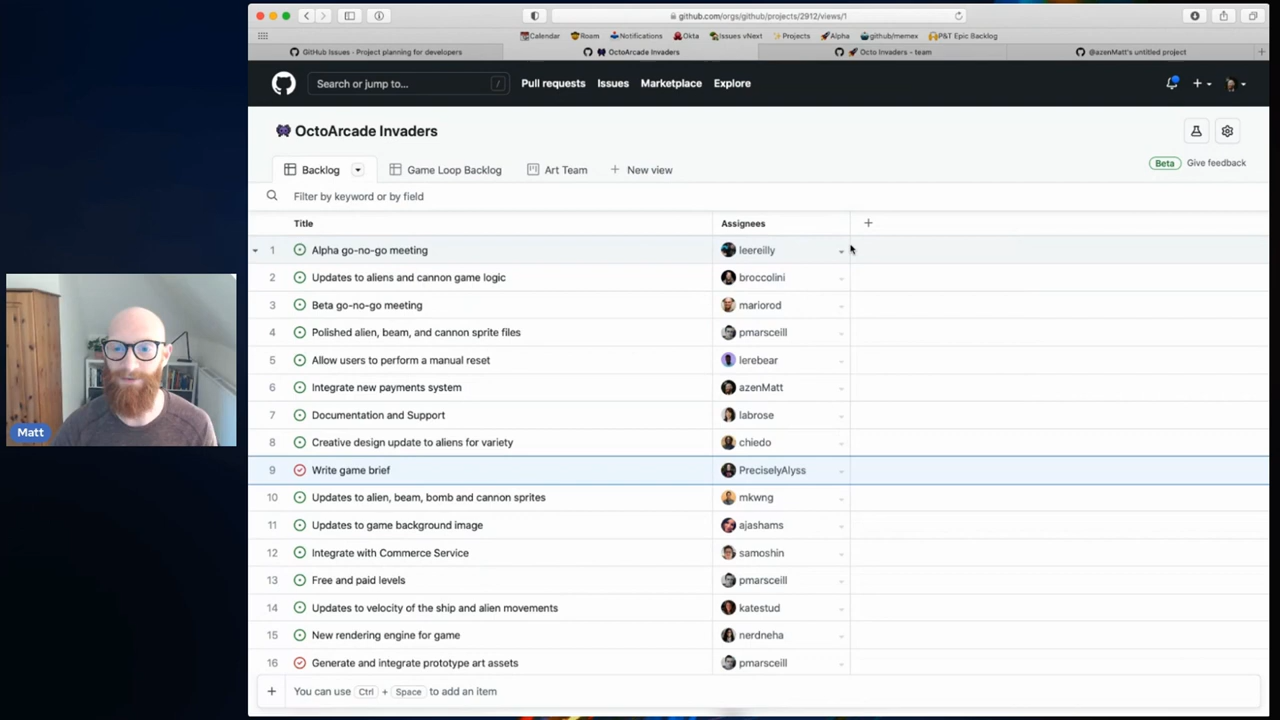 github.com/orgs/github/projects/2912/views/1
Calendar Roam Notifications Okta Issues vNext Projects Alpha github/memex P&T Epic Backlog
GitHub Issues · Project planning for developers OctoArcade Invaders Octo Invaders · team @azenMatt's untitled project
Search or jump to... / Pull requests Issues Marketplace Explore
OctoArcade Invaders
Beta Give feedback
Backlog Game Loop Backlog Art Team + New view
Filter by keyword or by field
Title Assignees +
1 Alpha go-no-go meeting leereilly
2 Updates to aliens and cannon game logic broccolini
3 Beta go-no-go meeting mariorod
4 Polished alien, beam, and cannon sprite files pmarsceill
5 Allow users to perform a manual reset lerebear
6 Integrate new payments system azenMatt
7 Documentation and Support labrose
8 Creative design update to aliens for variety chiedo
9 Write game brief PreciselyAlyss
10 Updates to alien, beam, bomb and cannon sprites mkwng
11 Updates to game background image ajashams
12 Integrate with Commerce Service samoshin
13 Free and paid levels pmarsceill
14 Updates to velocity of the ship and alien movements katestud
15 New rendering engine for game nerdneha
16 Generate and integrate prototype art assets pmarsceill
+ You can use Ctrl + Space to add an item
Matt